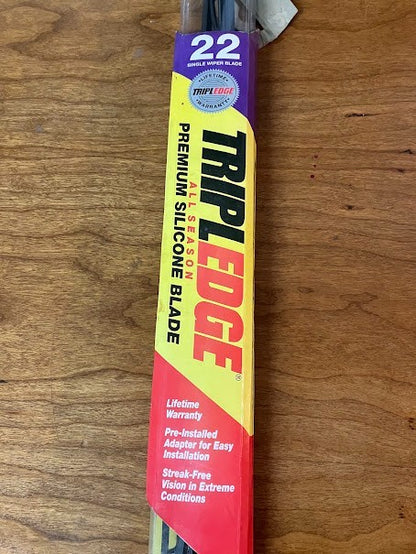 22
SINGLE WIPER BLADE
LIFETIME
TRIPLEDGE
WARRANTY
TRIPLEDGE®
ALL SEASON
PREMIUM SILICONE BLADE
Lifetime
Warranty
Pre-Installed
Adapter for Easy
Installation
Streak-Free
Vision in Extreme
Conditions